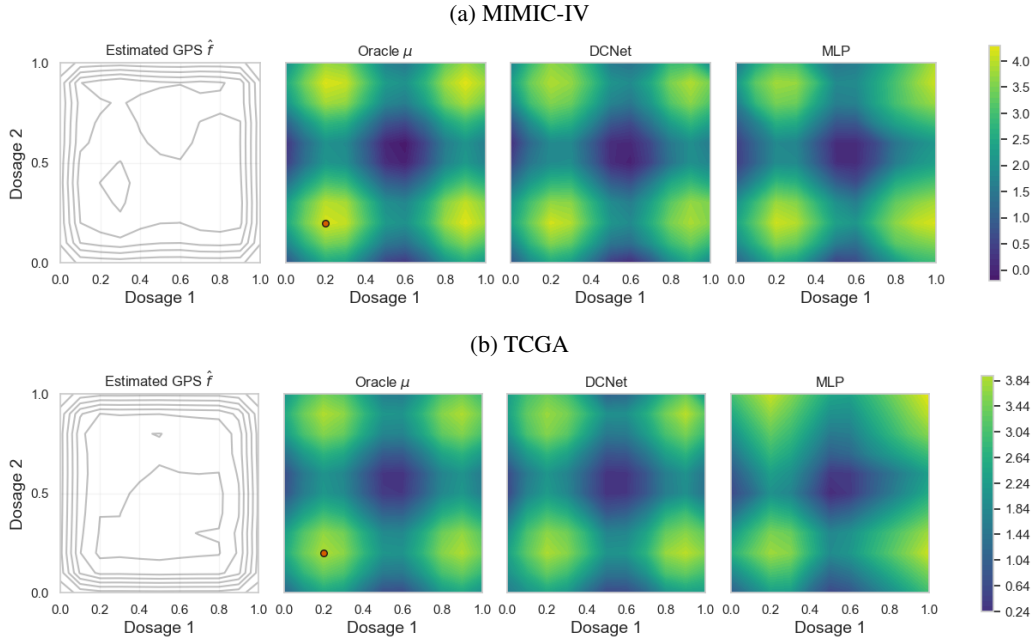 (a) MIMIC-IV
Estimated GPS f̂
Oracle μ
DCNet
MLP
1.0
0.5
0.0
Dosage 2
0.0 0.2 0.4 0.6 0.8 1.0
0.0 0.2 0.4 0.6 0.8 1.0
0.0 0.2 0.4 0.6 0.8 1.0
0.0 0.2 0.4 0.6 0.8 1.0
Dosage 1
Dosage 1
Dosage 1
Dosage 1
4.0
3.5
3.0
2.5
2.0
1.5
1.0
0.5
0.0
(b) TCGA
Estimated GPS f̂
Oracle μ
DCNet
MLP
1.0
0.5
0.0
Dosage 2
0.0 0.2 0.4 0.6 0.8 1.0
0.0 0.2 0.4 0.6 0.8 1.0
0.0 0.2 0.4 0.6 0.8 1.0
0.0 0.2 0.4 0.6 0.8 1.0
Dosage 1
Dosage 1
Dosage 1
Dosage 1
3.84
3.44
3.04
2.64
2.24
1.84
1.44
1.04
0.64
0.24